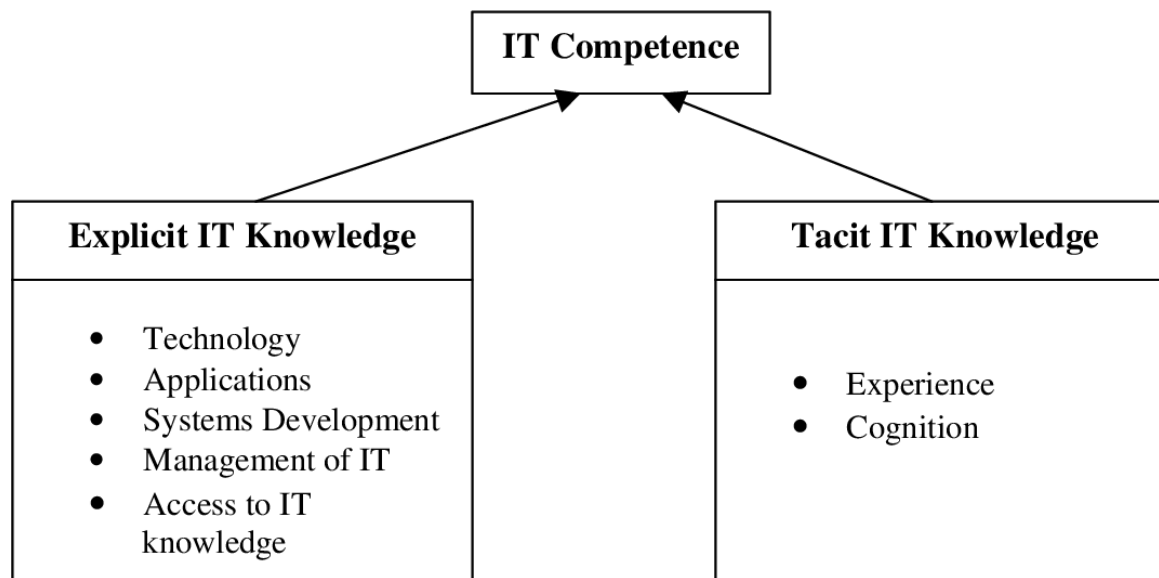 IT Competence
Explicit IT Knowledge
• Technology
• Applications
• Systems Development
• Management of IT
• Access to IT
knowledge
Tacit IT Knowledge
• Experience
• Cognition